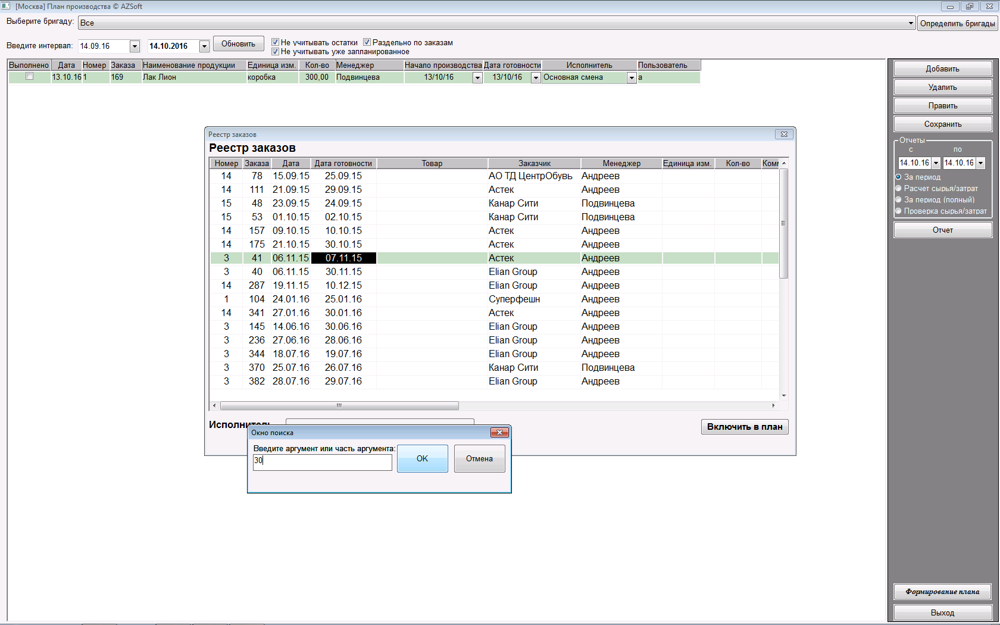 [Москва] План производства © AZSoft
Выберите бригаду: Все Определить бригады
Введите интервал: 14.09.16 14.10.2016 Обновить Не учитывать остатки Раздельно по заказам
Не учитывать уже запланированное
Выполнено Дата Номер Заказа Наименование продукции Единица изм. Кол-во Менеджер Начало производства Дата готовности Исполнитель Пользователь
13.10.16 1 169 Лак Лион коробка 300,00 Подвинцева 13/10/16 13/10/16 Основная смена а
Добавить
Удалить
Править
Сохранить
Отчеты
с по
14.10.16 14.10.16
За период
Расчет сырья/затрат
За период (полный)
Проверка сырья/затрат
Отчет
Реестр заказов
Реестр заказов
Номер Заказа Дата Дата готовности Товар Заказчик Менеджер Единица изм. Кол-во Комм
14 78 15.09.15 25.09.15 АО ТД ЦентрОбувь Андреев
14 111 21.09.15 29.09.15 Астек Андреев
15 48 23.09.15 24.09.15 Канар Сити Подвинцева
15 53 01.10.15 02.10.15 Канар Сити Подвинцева
14 157 09.10.15 10.10.15 Астек Андреев
14 175 21.10.15 30.10.15 Астек Андреев
3 41 06.11.15 07.11.15 Астек Андреев
3 40 06.11.15 30.11.15 Elian Group Андреев
14 287 19.11.15 10.12.15 Elian Group Андреев
1 104 24.01.16 25.01.16 Суперфешн Андреев
14 341 27.01.16 30.01.16 Астек Андреев
3 145 14.06.16 30.06.16 Elian Group Андреев
3 236 27.06.16 28.06.16 Elian Group Андреев
3 344 18.07.16 19.07.16 Elian Group Андреев
3 370 25.07.16 26.07.16 Канар Сити Подвинцева
3 382 28.07.16 29.07.16 Elian Group Андреев
Исполнитель Включить в план
Окно поиска
Введите аргумент или часть аргумента:
30 OK Отмена
Формирование плана
Выход